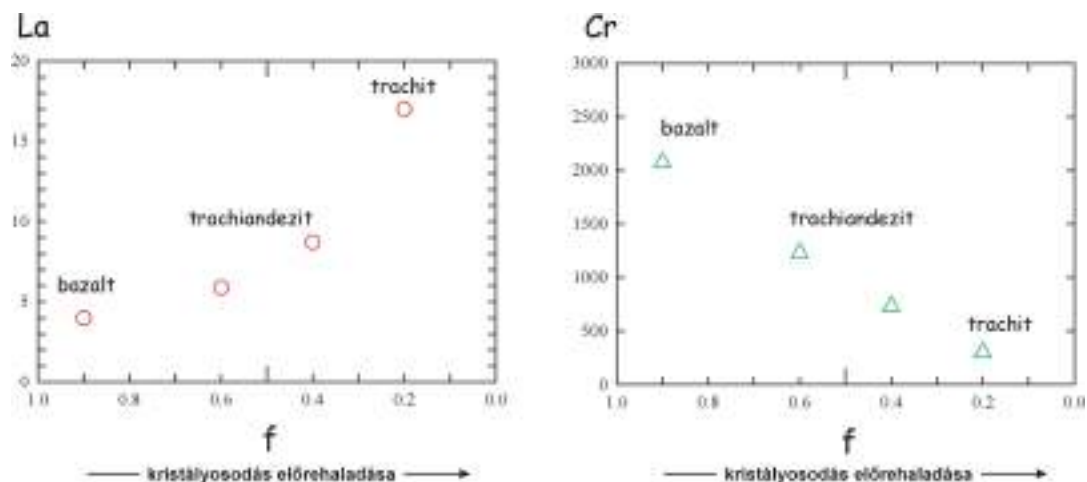 La
20
15
10
5
0
trachit
trachiandezit
bazalt
1.0 0.8 0.6 0.4 0.2 0.0
f
kristályosodás előrehaladása
Cr
3000
2500
2000
1500
1000
500
0
bazalt
trachiandezit
trachit
1.0 0.8 0.6 0.4 0.2 0.0
f
kristályosodás előrehaladása